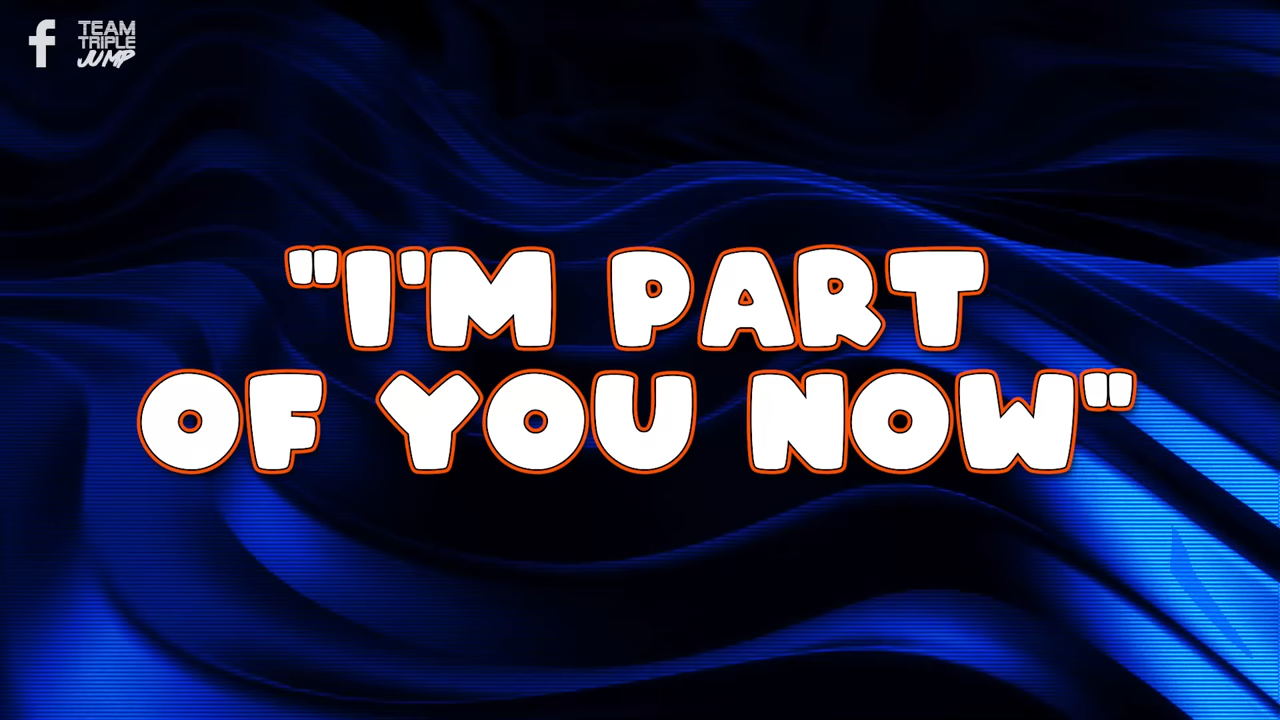 f
TEAM
TRIPLE
JUMP
"I'M PART
OF YOU NOW"